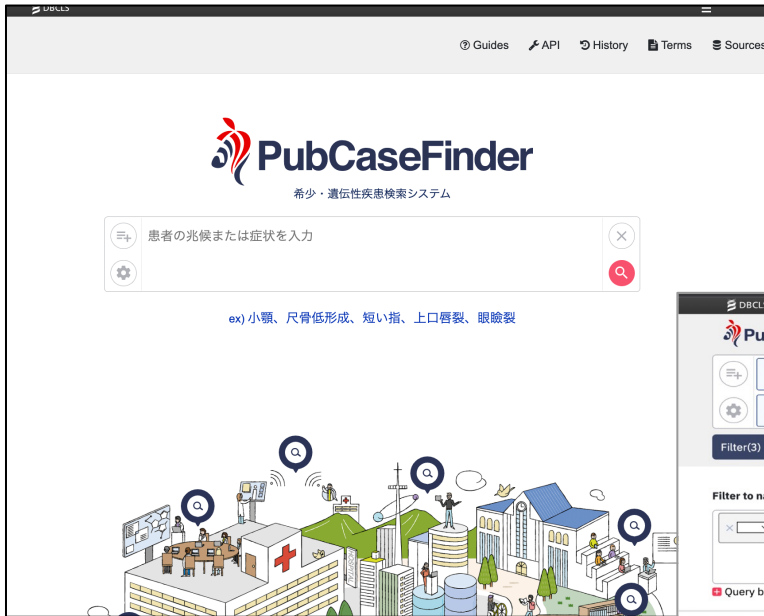 DBCLS
Guides API History Terms Sources
PubCaseFinder
希少・遺伝性疾患検索システム
患者の兆候または症状を入力
ex) 小顎、尺骨低形成、短い指、上口唇裂、眼瞼裂
DBCLS
Pu
Filter(3)
Filter to na
Query b
HOSPITAL